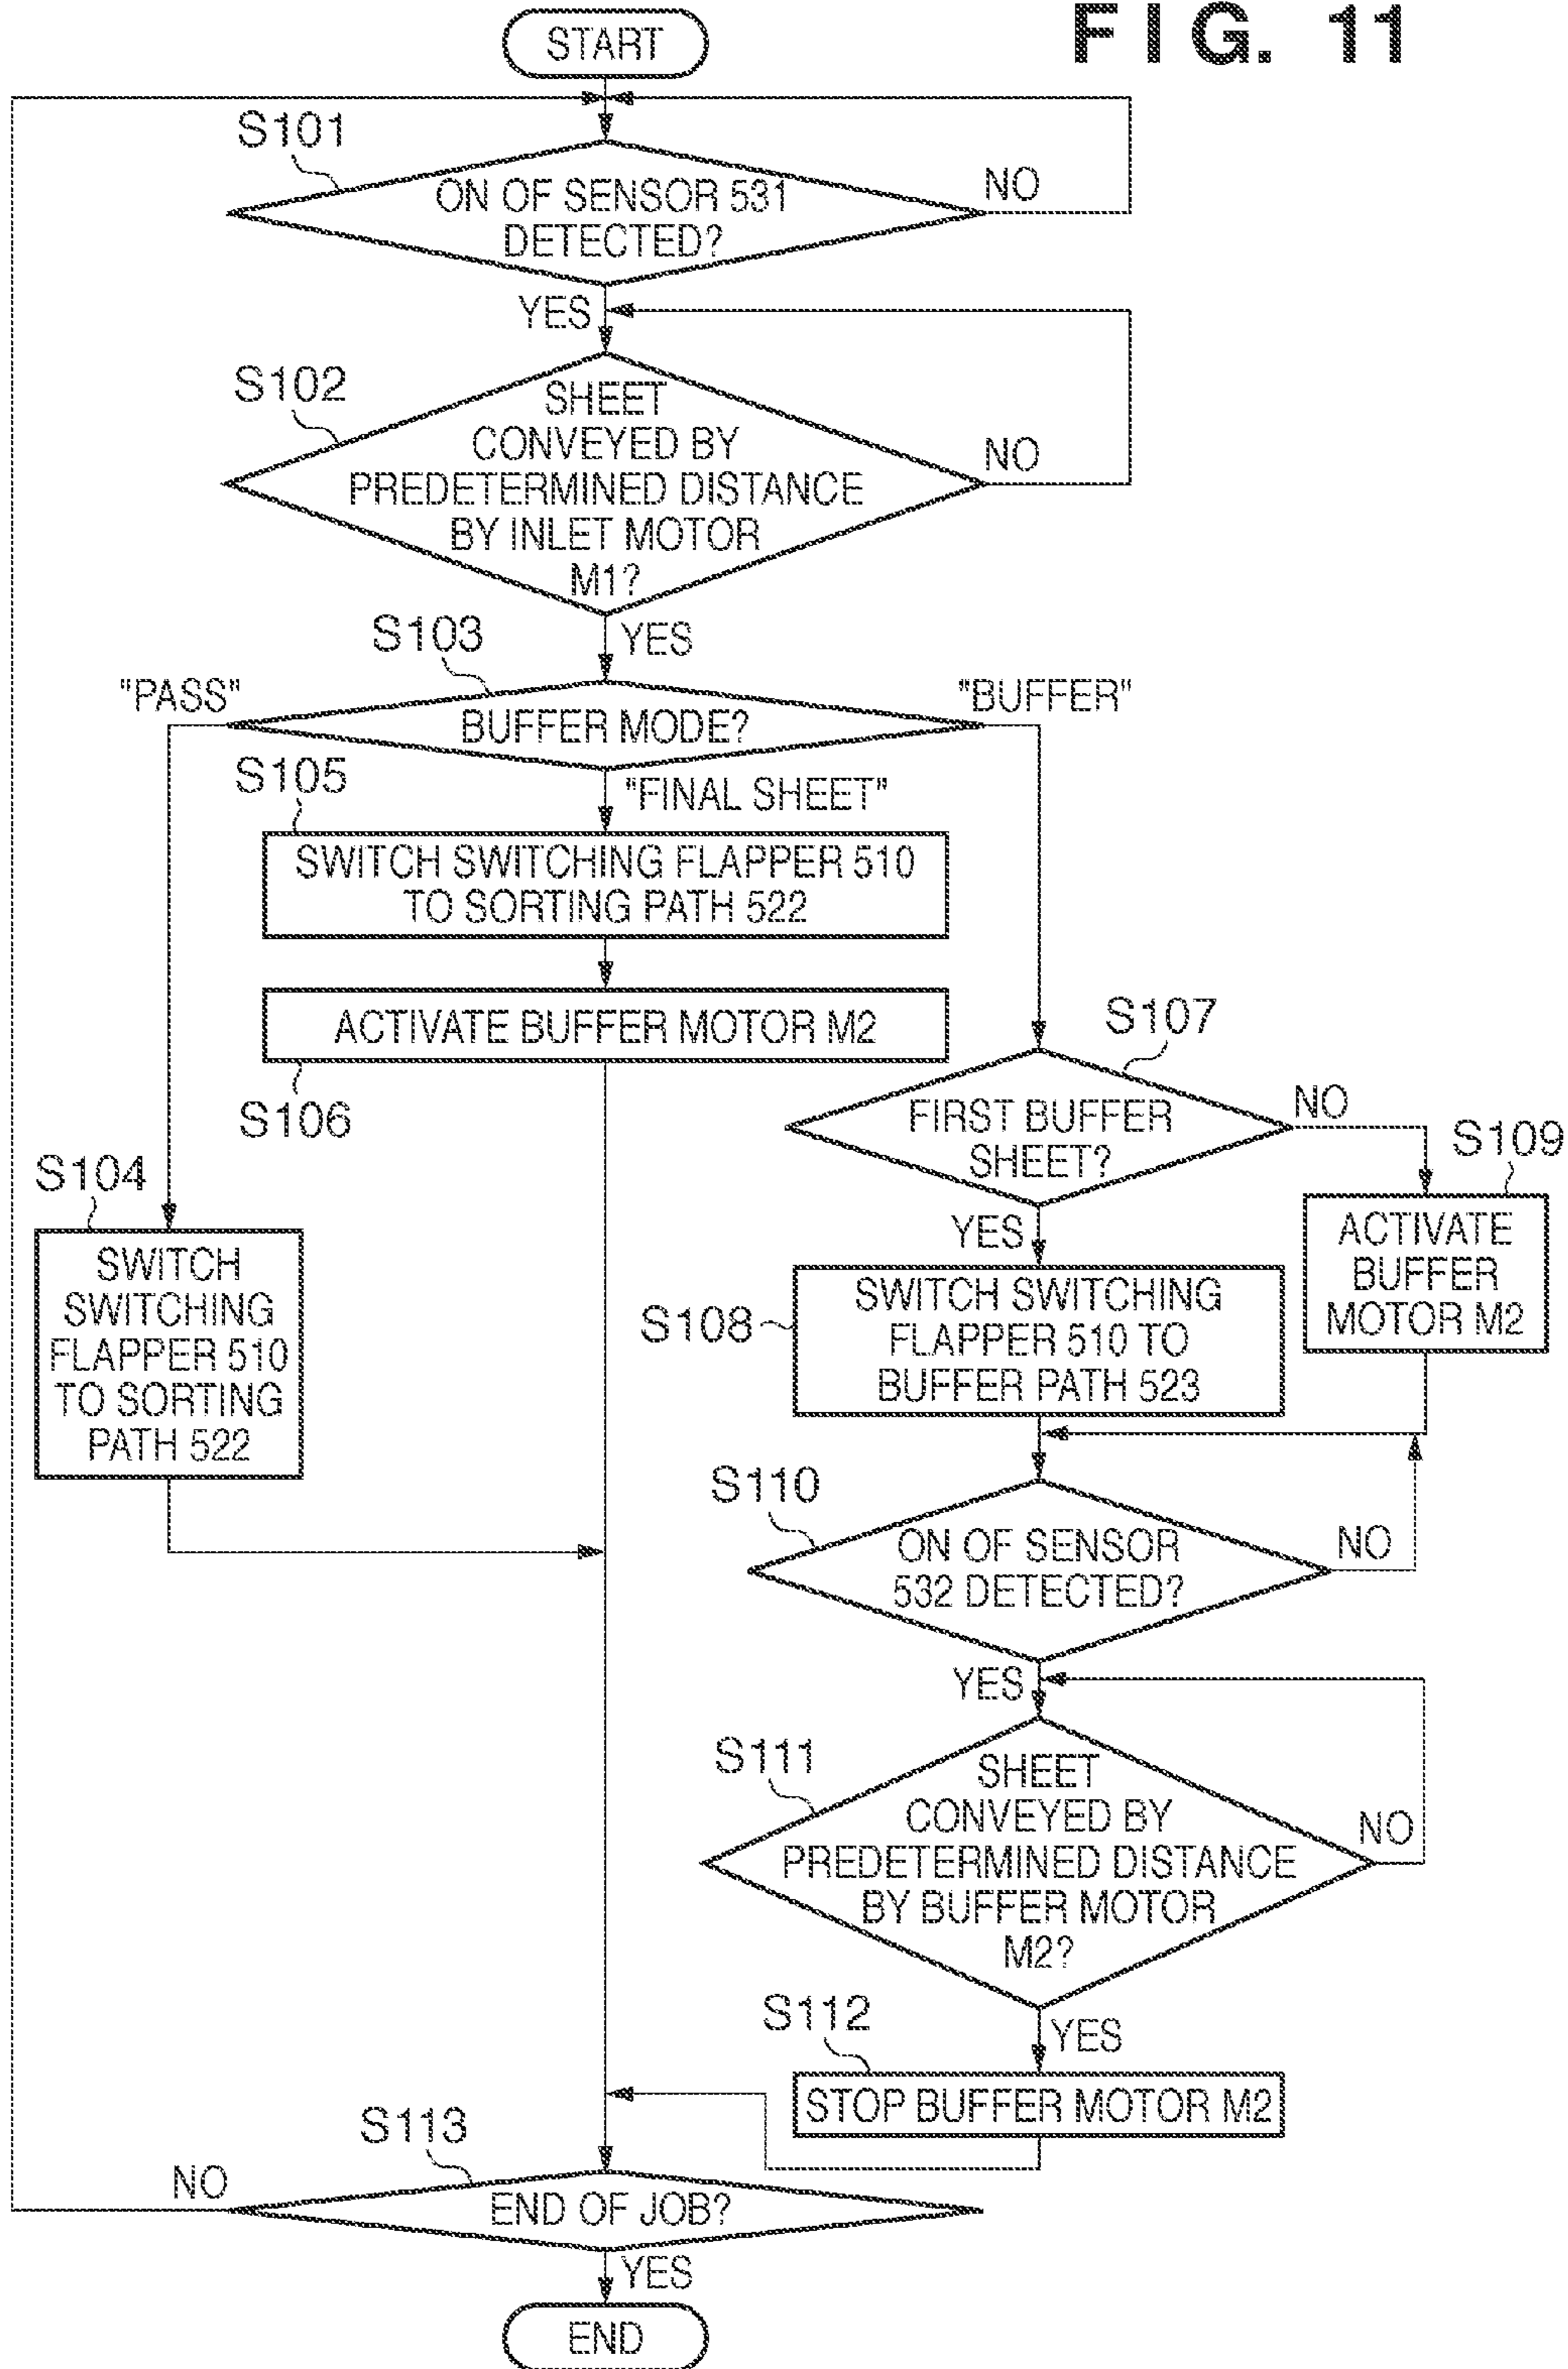 FIG. 11
START
S101
ON OF SENSOR 531
DETECTED?
NO
YES
S102
SHEET
CONVEYED BY
PREDETERMINED DISTANCE
BY INLET MOTOR
M1?
NO
YES
S103
"PASS"
BUFFER MODE?
"BUFFER"
"FINAL SHEET"
S105
SWITCH SWITCHING FLAPPER 510
TO SORTING PATH 522
ACTIVATE BUFFER MOTOR M2
S106
S104
SWITCH
SWITCHING
FLAPPER 510
TO SORTING
PATH 522
S107
FIRST BUFFER
SHEET?
NO
YES
S109
ACTIVATE
BUFFER
MOTOR M2
S108
SWITCH SWITCHING
FLAPPER 510 TO
BUFFER PATH 523
S110
ON OF SENSOR
532 DETECTED?
NO
YES
S111
SHEET
CONVEYED BY
PREDETERMINED DISTANCE
BY BUFFER MOTOR
M2?
NO
YES
S112
STOP BUFFER MOTOR M2
S113
NO
END OF JOB?
YES
END